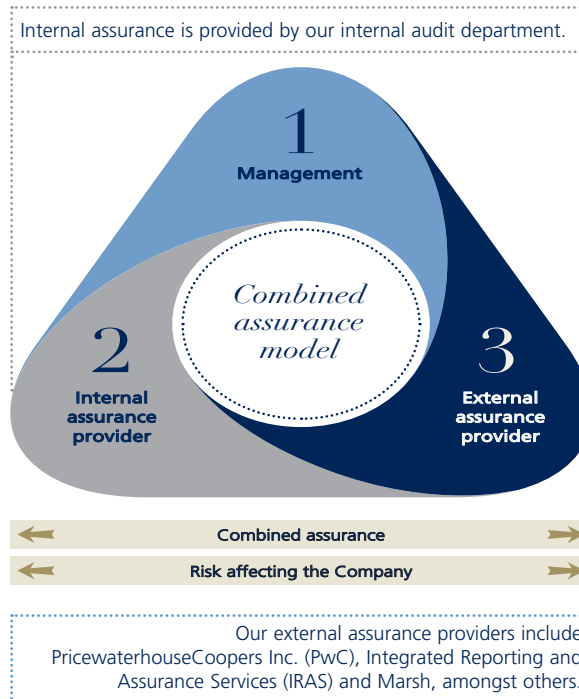 Internal assurance is provided by our internal audit department.
1
Management
Combined
assurance
model
2
Internal
assurance
provider
3
External
assurance
provider
Combined assurance
Risk affecting the Company
Our external assurance providers include
PricewaterhouseCoopers Inc. (PwC), Integrated Reporting and
Assurance Services (IRAS) and Marsh, amongst others.